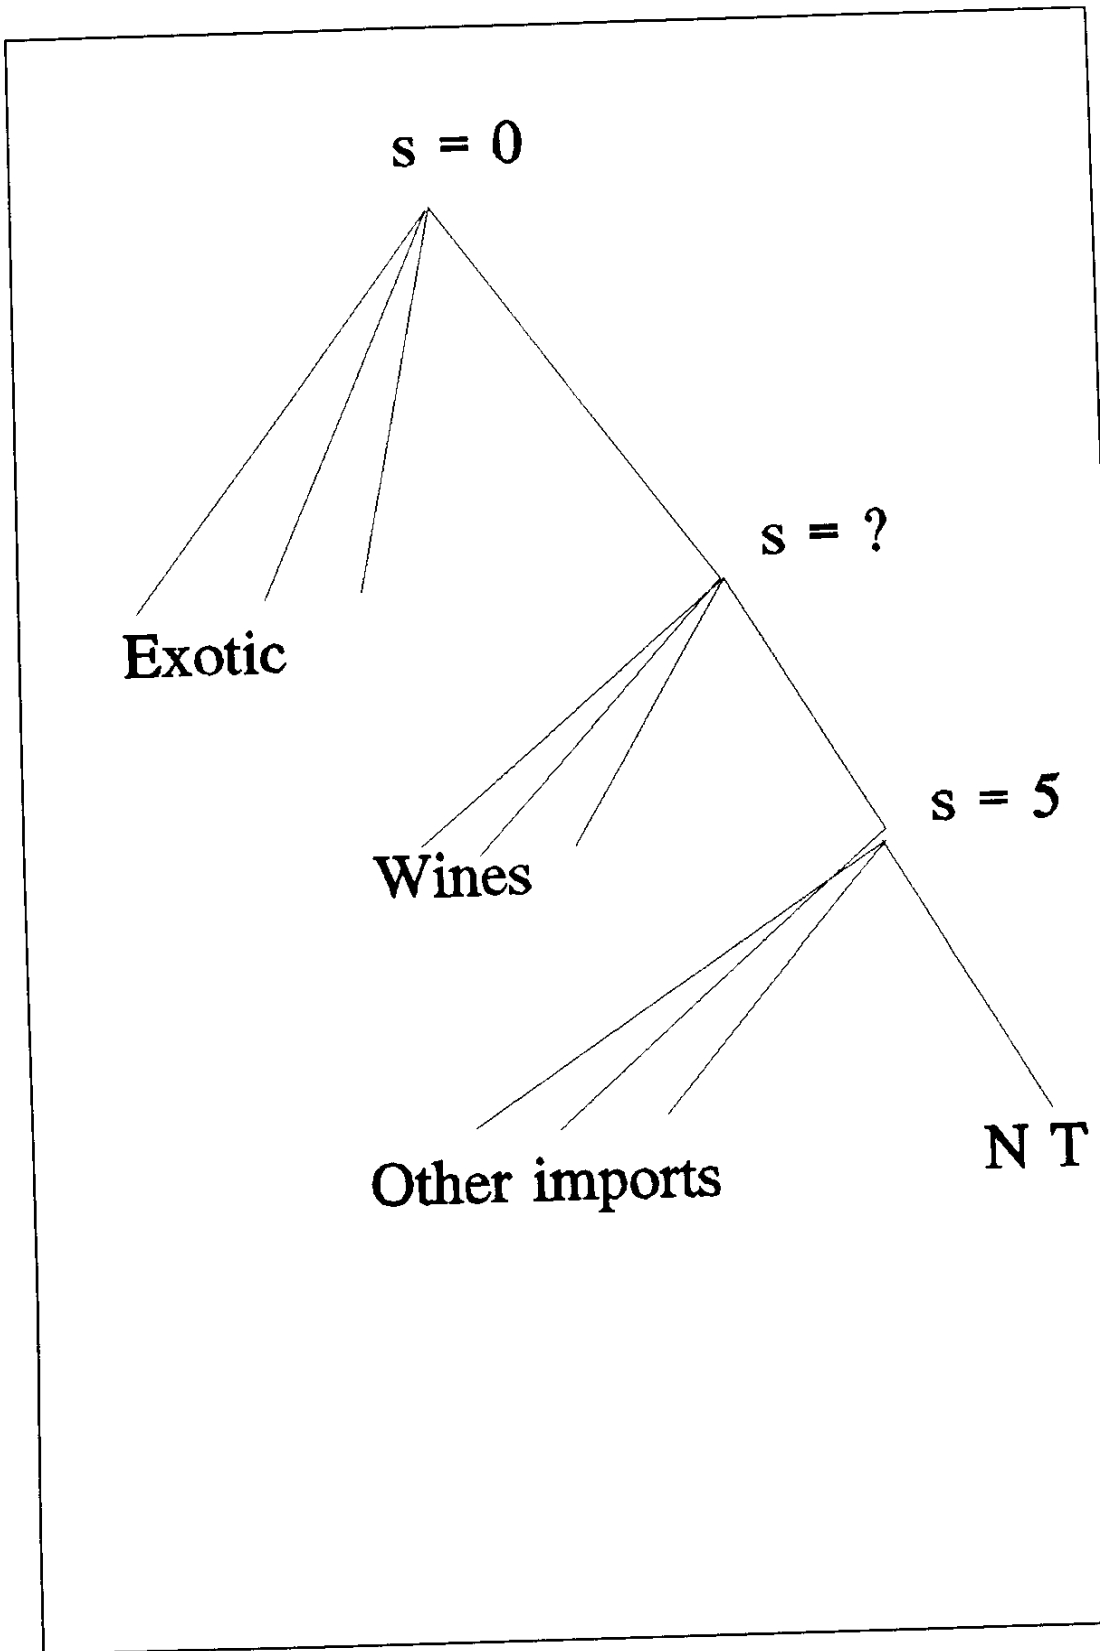 s = 0
s = ?
Exotic
s = 5
Wines
N T
Other imports